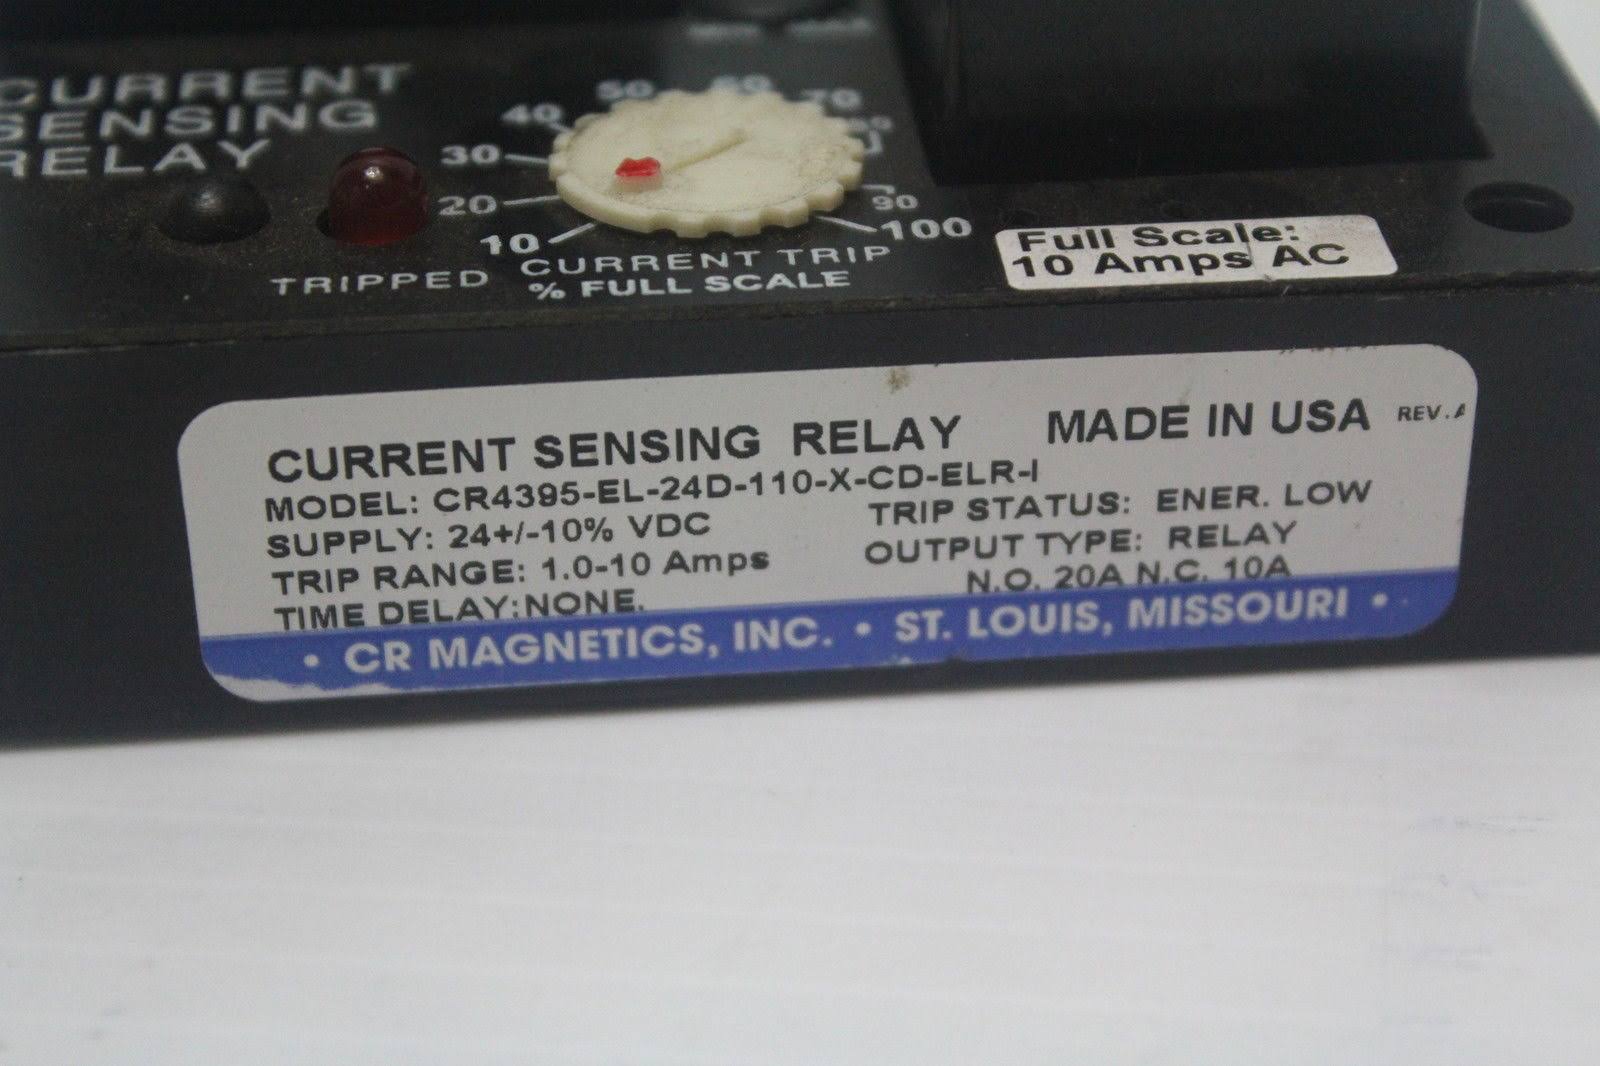 CURRENT
SENSING
RELAY
TRIPPED
10
20
30
40
50
60
70
80
90
100
CURRENT TRIP
% FULL SCALE
Full Scale:
10 Amps AC
CURRENT SENSING RELAY MADE IN USA REV.A
MODEL: CR4395-EL-24D-110-X-CD-ELR-I
SUPPLY: 24+/-10% VDC TRIP STATUS: ENER. LOW
TRIP RANGE: 1.0-10 Amps OUTPUT TYPE: RELAY
TIME DELAY:NONE. N.O. 20A N.C. 10A
• CR MAGNETICS, INC. • ST. LOUIS, MISSOURI •